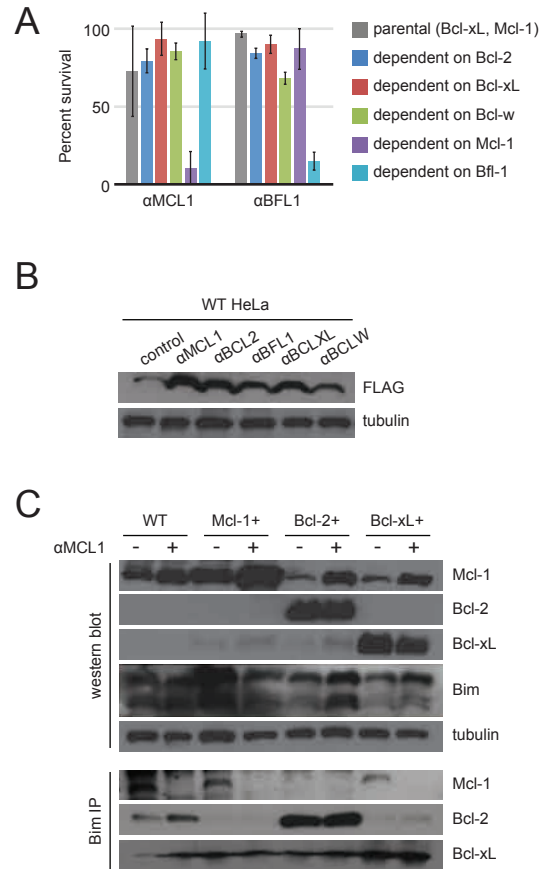 A
Percent survival
100
50
0
αMCL1
αBFL1
parental (Bcl-xL, Mcl-1)
dependent on Bcl-2
dependent on Bcl-xL
dependent on Bcl-w
dependent on Mcl-1
dependent on Bfl-1
B
WT HeLa
control αMCL1 αBCL2 αBFL1 αBCLXL αBCLW
FLAG
tubulin
C
WT Mcl-1+ Bcl-2+ Bcl-xL+
αMCL1 - + - + - + - +
western blot
Mcl-1
Bcl-2
Bcl-xL
Bim
tubulin
Bim IP
Mcl-1
Bcl-2
Bcl-xL